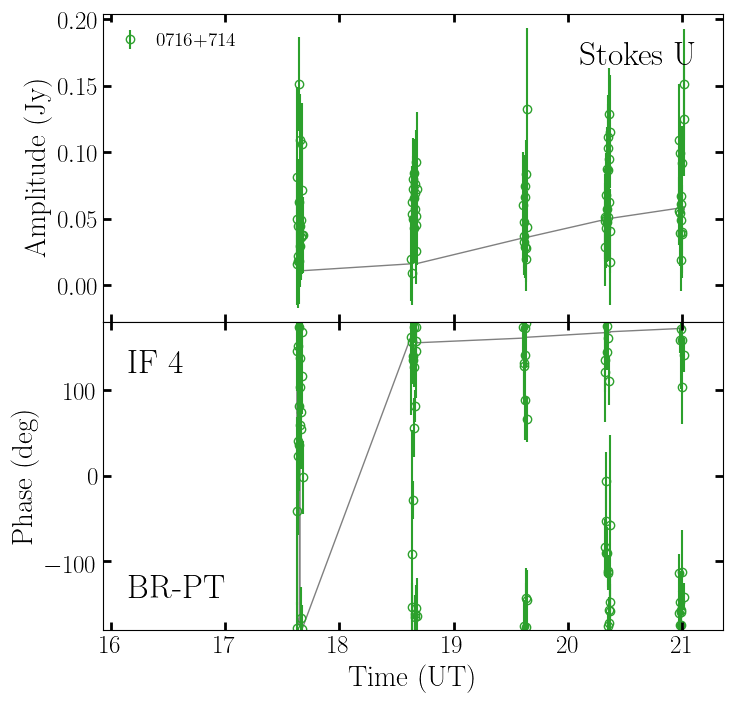 0716+714
Stokes U
0.20
0.15
0.10
0.05
0.00
Amplitude (Jy)
IF 4
100
0
−100
Phase (deg)
BR-PT
16 17 18 19 20 21
Time (UT)